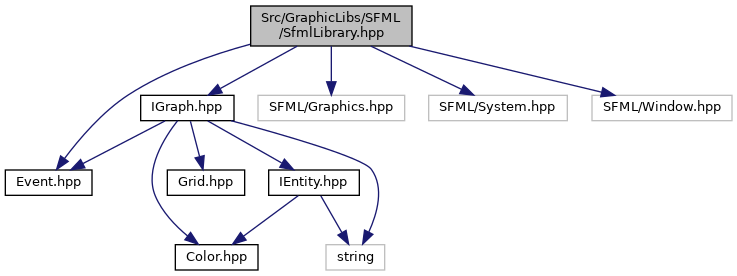 Src/GraphicLibs/SFML
/SfmlLibrary.hpp
IGraph.hpp
SFML/Graphics.hpp
SFML/System.hpp
SFML/Window.hpp
Event.hpp
Grid.hpp
IEntity.hpp
Color.hpp
string